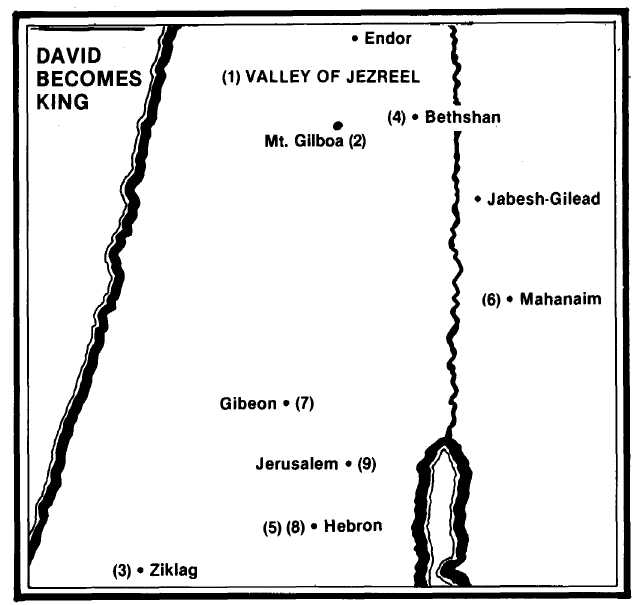 DAVID
BECOMES
KING
• Endor
(1) VALLEY OF JEZREEL
(4) • Bethshan
Mt. Gilboa (2)
• Jabesh-Gilead
(6) • Mahanaim
Gibeon • (7)
Jerusalem • (9)
(5) (8) • Hebron
(3) • Ziklag